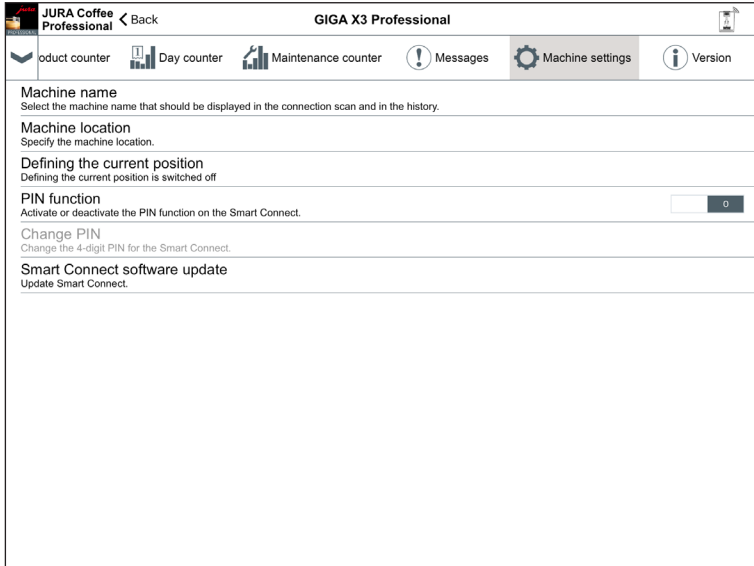 JURA Coffee
Professional
Back
GIGA X3 Professional
oduct counter
1
Day counter
Maintenance counter
Messages
Machine settings
Version
Machine name
Select the machine name that should be displayed in the connection scan and in the history.
Machine location
Specify the machine location.
Defining the current position
Defining the current position is switched off
PIN function
Activate or deactivate the PIN function on the Smart Connect.
0
Change PIN
Change the 4-digit PIN for the Smart Connect.
Smart Connect software update
Update Smart Connect.